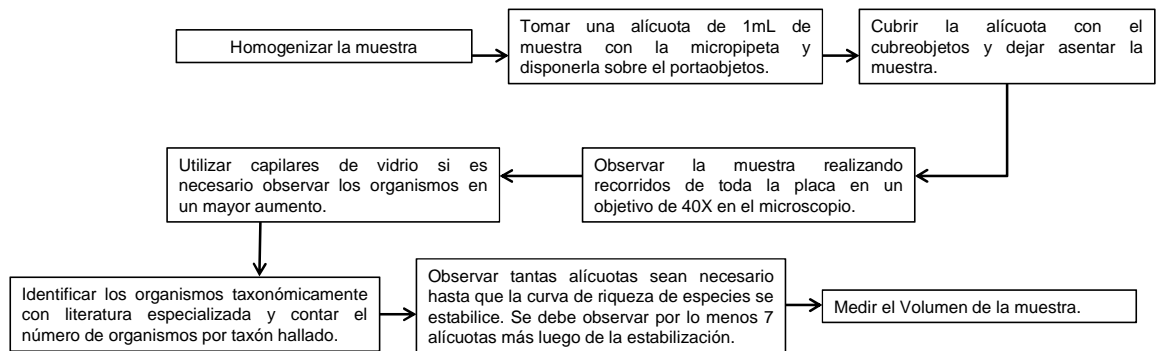 Homogenizar la muestra
Tomar una alícuota de 1mL de
muestra con la micropipeta y
disponerla sobre el portaobjetos.
Cubrir la alícuota con el
cubreobjetos y dejar asentar la
muestra.
Observar la muestra realizando
recorridos de toda la placa en un
objetivo de 40X en el microscopio.
Utilizar capilares de vidrio si es
necesario observar los organismos en
un mayor aumento.
Identificar los organismos taxonómicamente
con literatura especializada y contar el
número de organismos por taxón hallado.
Observar tantas alícuotas sean necesario
hasta que la curva de riqueza de especies se
estabilice. Se debe observar por lo menos 7
alícuotas más luego de la estabilización.
Medir el Volumen de la muestra.